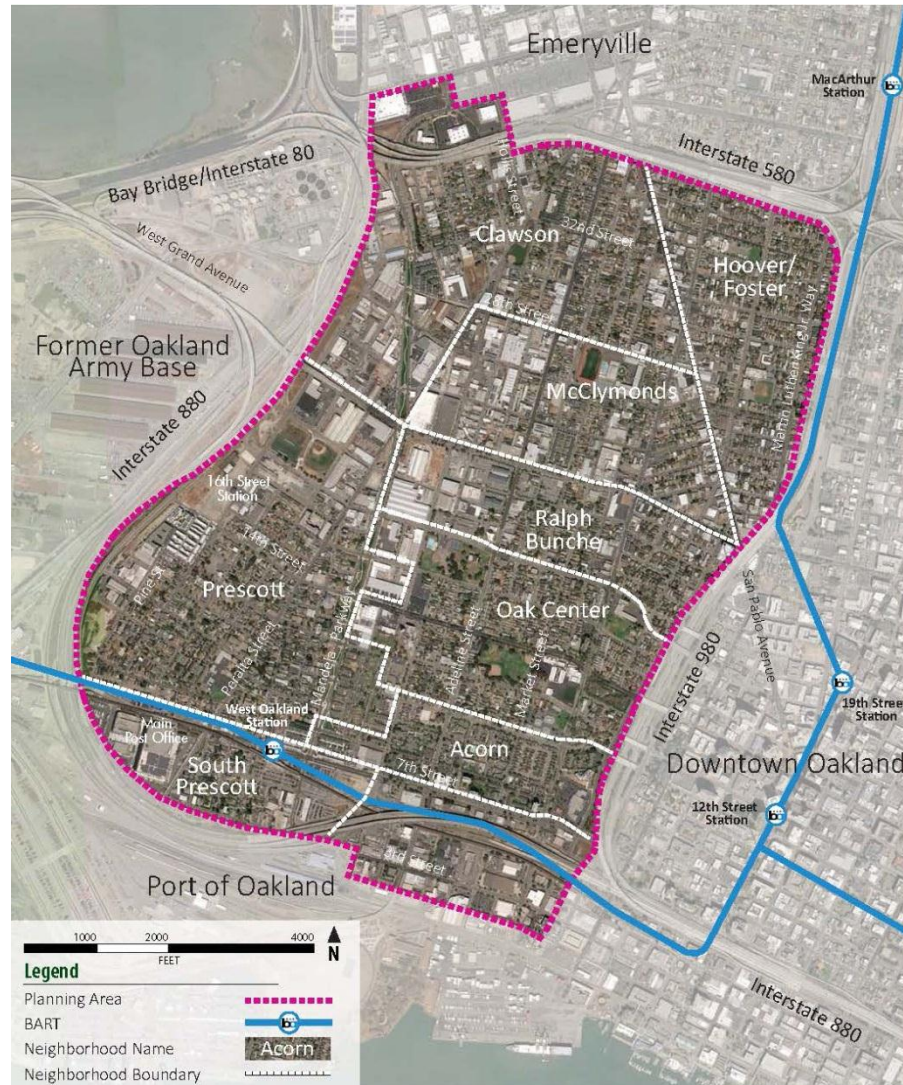 Emeryville
MacArthur
Station
Interstate 580
Bay Bridge/Interstate 80
Street
32nd Street
Clawson
West Grand Avenue
Hoover/
Foster
Street
Former Oakland
Army Base
McClymonds
Martin Luther King Jr. Way
Interstate 880
16th Street
Station
Ralph
Bunche
14th Street
Pine St
Prescott
Oak Center
San Pablo Avenue
Mandela Parkway
Adeline Street
Peralta Street
Market Street
Interstate 980
19th Street
Station
West Oakland
Station
Main
Post Office
Acorn
South
Prescott
7th Street
Downtown Oakland
12th Street
Station
3rd Street
Port of Oakland
1000 2000 4000
FEET
N
Legend
Planning Area
BART
Neighborhood Name Acorn
Neighborhood Boundary
Interstate 880